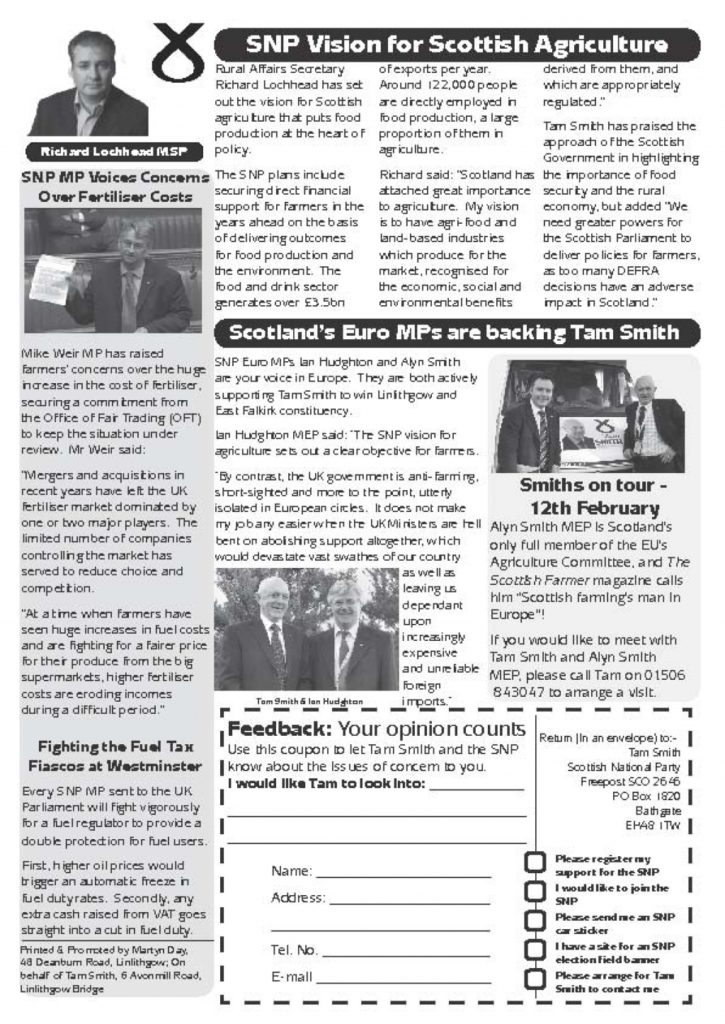 SNP Vision for Scottish Agriculture
Richard Lochhead MSP
Rural Affairs Secretary
Richard Lochhead has set
out the vision for Scottish
agriculture that puts food
production at the heart of
policy.
The SNP plans include
securing direct financial
support for farmers in the
years ahead on the basis
of delivering outcomes
for food production and
the environment. The
food and drink sector
generates over £3.5bn
of exports per year.
Around 122,000 people
are directly employed in
food production, a large
proportion of them in
agriculture.
Richard said: "Scotland has
attached great importance
to agriculture. My vision
is to have agri-food and
land-based industries
which produce for the
market, recognised for
the economic, social and
environmental benefits
derived from them, and
which are appropriately
regulated."
Tam Smith has praised the
approach of the Scottish
Government in highlighting
the importance of food
security and the rural
economy, but added "We
need greater powers for
the Scottish Parliament to
deliver policies for farmers,
as too many DEFRA
decisions have an adverse
impact in Scotland."
SNP MP Voices Concerns
Over Fertiliser Costs
Mike Weir MP has raised
farmers' concerns over the huge
increase in the cost of fertiliser,
securing a commitment from
the Office of Fair Trading (OFT)
to keep the situation under
review. Mr Weir said:
"Mergers and acquisitions in
recent years have left the UK
fertiliser market dominated by
one or two major players. The
limited number of companies
controlling the market has
served to reduce choice and
competition.
"At a time when farmers have
seen huge increases in fuel costs
and are fighting for a fairer price
for their produce from the big
supermarkets, higher fertiliser
costs are eroding incomes
during a difficult period."
Fighting the Fuel Tax
Fiascos at Westminster
Every SNP MP sent to the UK
Parliament will fight vigorously
for a fuel regulator to provide a
double protection for fuel users.
First, higher oil prices would
trigger an automatic freeze in
fuel duty rates. Secondly, any
extra cash raised from VAT goes
straight into a cut in fuel duty.
Printed & Promoted by Martyn Day,
48 Deanburn Road, Linlithgow; On
behalf of Tam Smith, 6 Avonmill Road,
Linlithgow Bridge
Scotland's Euro MPs are backing Tam Smith
SNP Euro MPs Ian Hudghton and Alyn Smith
are your voice in Europe. They are both actively
supporting Tam Smith to win Linlithgow and
East Falkirk constituency.
Ian Hudghton MEP said: "The SNP vision for
agriculture sets out a clear objective for farmers.
"By contrast, the UK government is anti-farming,
short-sighted and more to the point, utterly
isolated in European circles. It does not make
my job any easier when the UK Ministers are hell
bent on abolishing support altogether, which
would devastate vast swathes of our country
as well as
leaving us
dependant
upon
increasingly
expensive
and unreliable
foreign
imports."
Tam Smith & Ian Hudghton
Smiths on tour -
12th February
Alyn Smith MEP is Scotland's
only full member of the EU's
Agriculture Committee, and The
Scottish Farmer magazine calls
him "Scottish farming's man in
Europe"!
If you would like to meet with
Tam Smith and Alyn Smith
MEP, please call Tam on 01506
843047 to arrange a visit.
Feedback: Your opinion counts
Use this coupon to let Tam Smith and the SNP
know about the issues of concern to you.
I would like Tam to look into:
Name:
Address:
Tel. No.
E-mail
Return (in an envelope) to:-
Tam Smith
Scottish National Party
Freepost SCO 2646
PO Box 1820
Bathgate
EH48 1TW
Please register my
support for the SNP
I would like to join the
SNP
Please send me an SNP
car sticker
I have a site for an SNP
election field banner
Please arrange for Tam
Smith to contact me